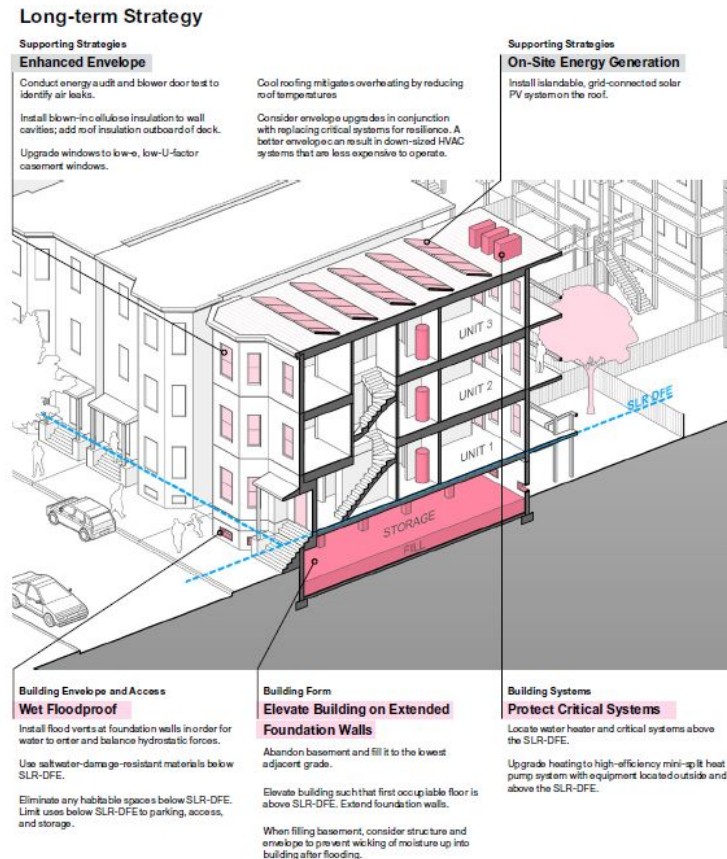 Long-term Strategy
Supporting Strategies
Enhanced Envelope
Conduct energy audit and blower door test to
identify air leaks.
Install blown-in cellulose insulation to wall
cavities; add roof insulation outboard of deck.
Upgrade windows to low-e, low-U-factor
casement windows.
Cool roofing mitigates overheating by reducing
roof temperatures
Consider envelope upgrades in conjunction
with replacing critical systems for resilience. A
better envelope can result in down-sized HVAC
systems that are less expensive to operate.
Supporting Strategies
On-Site Energy Generation
Install islandable, grid-connected solar
PV system on the roof.
UNIT 3
UNIT 2
UNIT 1
SLR-DFE
STORAGE
FILL
Building Envelope and Access
Wet Floodproof
Install flood vents at foundation walls in order for
water to enter and balance hydrostatic forces.
Use saltwater-damage-resistant materials below
SLR-DFE.
Eliminate any habitable spaces below SLR-DFE.
Limit uses below SLR-DFE to parking, access,
and storage.
Building Form
Elevate Building on Extended
Foundation Walls
Abandon basement and fill it to the lowest
adjacent grade.
Elevate building such that first occupiable floor is
above SLR-DFE. Extend foundation walls.
When filling basement, consider structure and
envelope to prevent wicking of moisture up into
building after flooding.
Building Systems
Protect Critical Systems
Locate water heater and critical systems above
the SLR-DFE.
Upgrade heating to high-efficiency mini-split heat
pump system with equipment located outside and
above the SLR-DFE.